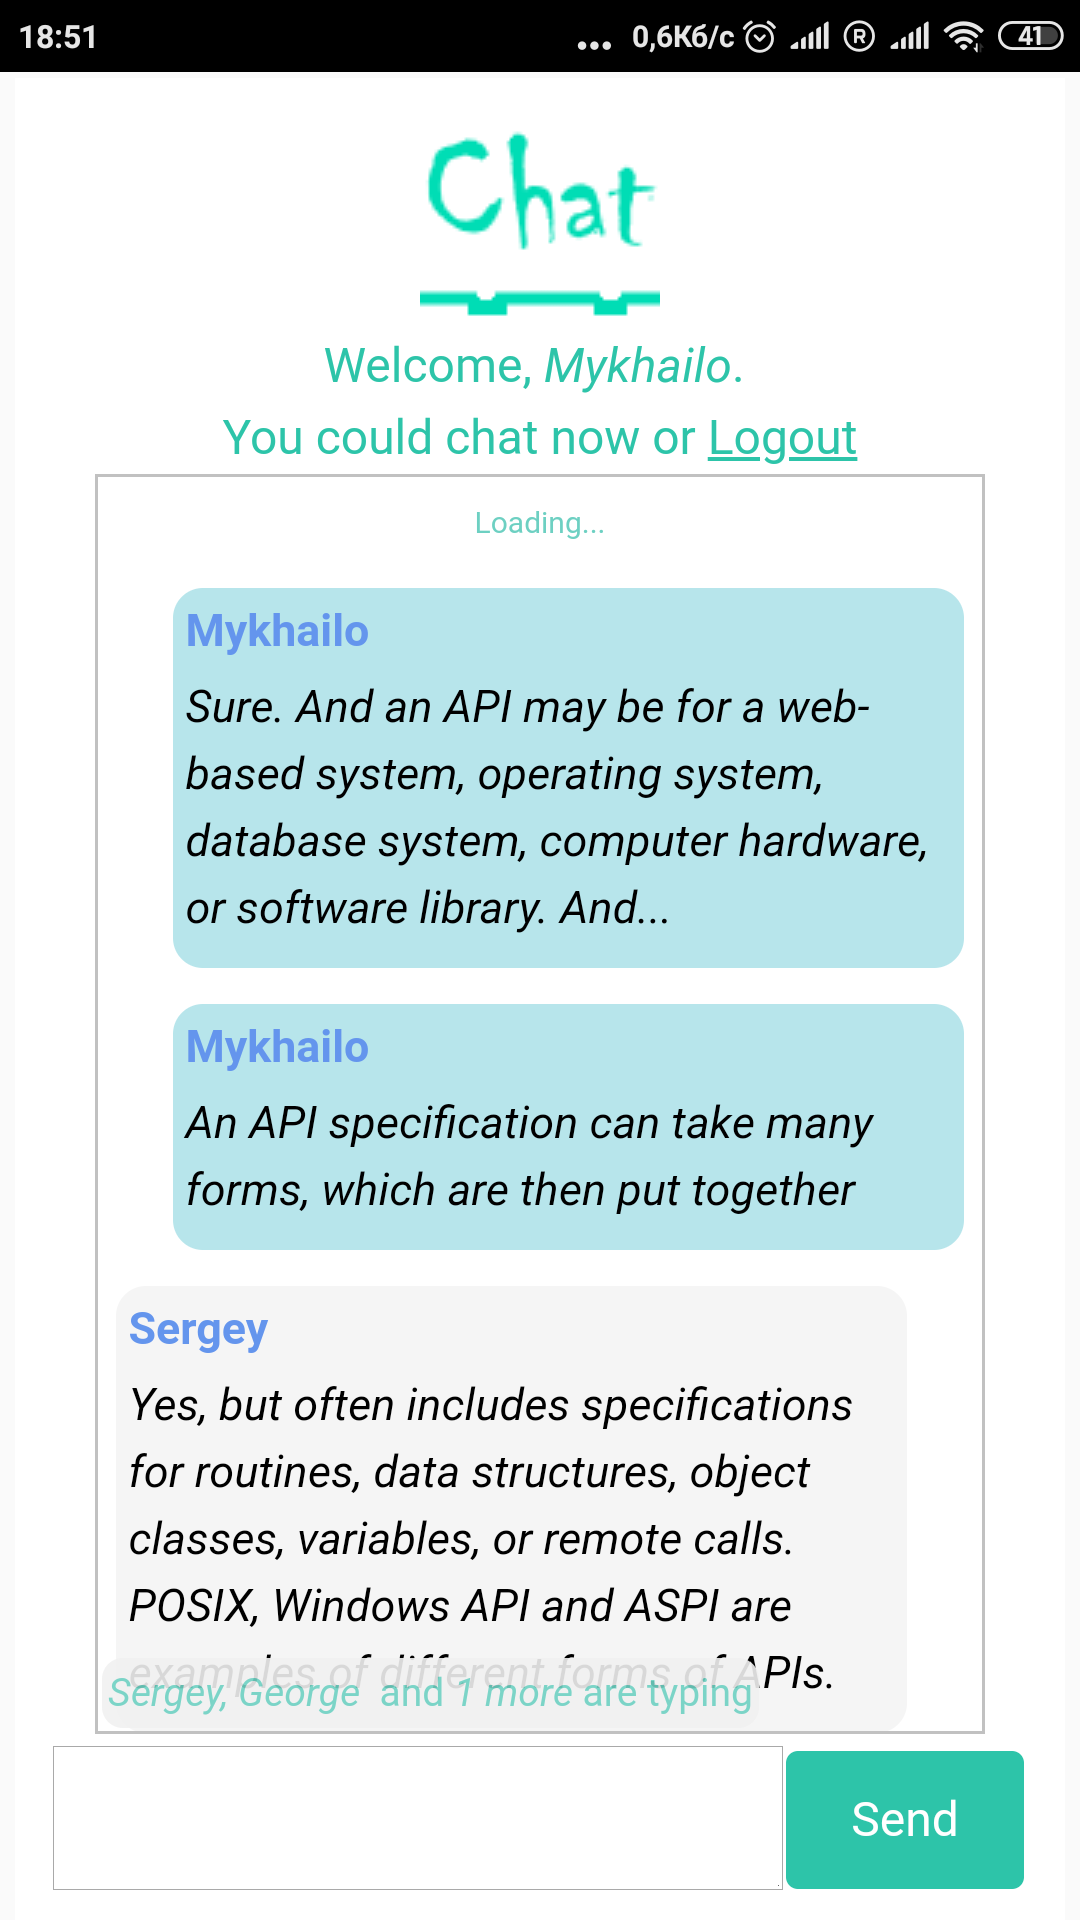 18:51
... 0,6Кб/с R 41
Chat
Welcome, Mykhailo.
You could chat now or Logout
Loading...
Mykhailo
Sure. And an API may be for a web-
based system, operating system,
database system, computer hardware,
or software library. And...
Mykhailo
An API specification can take many
forms, which are then put together
Sergey
Yes, but often includes specifications
for routines, data structures, object
classes, variables, or remote calls.
POSIX, Windows API and ASPI are
examples of different forms of APIs.
Sergey, George and 1 more are typing
Send